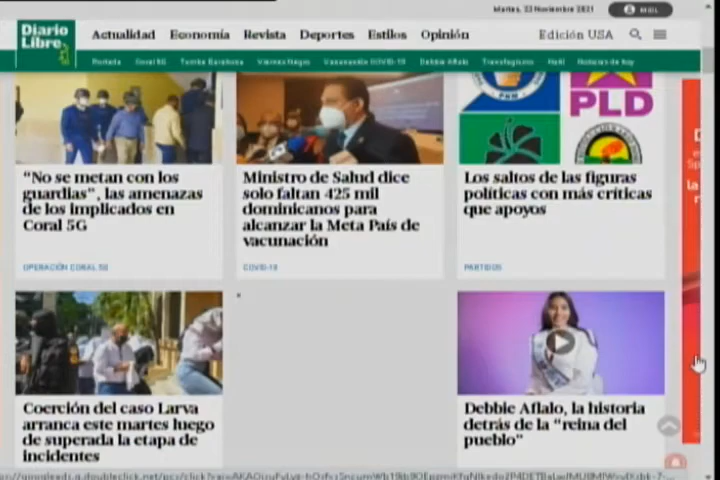 Martes, 23 Noviembre 2021
Diario
Libre
Actualidad Economía Revista Deportes Estilos Opinión Edición USA
Portada Coral 5G Viernes Negro Vacunación COVID-19 Debbie Aflalo Transfuguismo Haití Noticias de hoy
PRM
PLD
"No se metan con los
guardias", las amenazas
de los implicados en
Coral 5G
OPERACIÓN CORAL 5G
Ministro de Salud dice
solo faltan 425 mil
dominicanos para
alcanzar la Meta País de
vacunación
COVID-19
Los saltos de las figuras
políticas con más críticas
que apoyos
PARTIDOS
Coerción del caso Larva
arranca este martes luego
de superada la etapa de
incidentes
Debbie Aflalo, la historia
detrás de la "reina del
pueblo"